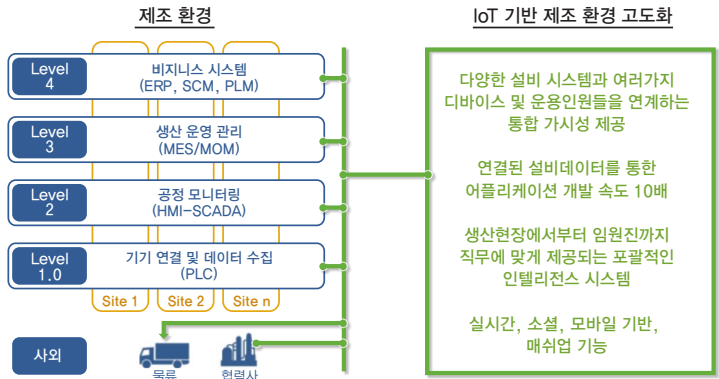 제조 환경
IoT 기반 제조 환경 고도화
Level
4
비지니스 시스템
(ERP, SCM, PLM)
Level
3
생산 운영 관리
(MES/MOM)
Level
2
공정 모니터링
(HMI-SCADA)
Level
1.0
기기 연결 및 데이터 수집
(PLC)
Site 1
Site 2
Site n
사외
물류
협력사
다양한 설비 시스템과 여러가지
디바이스 및 운용인원들을 연계하는
통합 가시성 제공
연결된 설비데이터를 통한
어플리케이션 개발 속도 10배
생산현장에서부터 임원진까지
직무에 맞게 제공되는 포괄적인
인텔리전스 시스템
실시간, 소셜, 모바일 기반,
매쉬업 기능